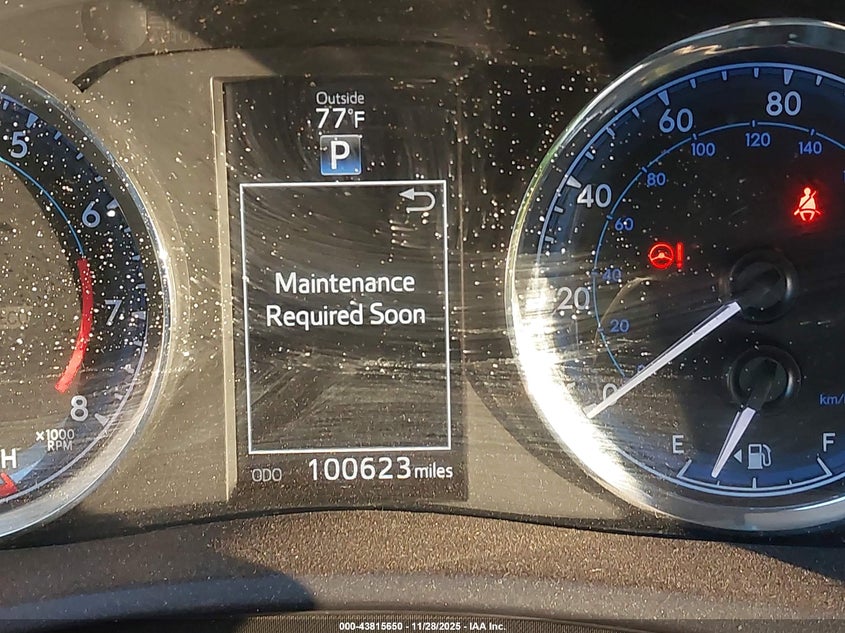 Outside
77°F
P
Maintenance
Required Soon
ODO 100623 miles
5
6
7
8
x1000
RPM
H
0
20
40
60
80
20
40
60
80
100
120
140
km/
E
F
!
000-43815650 - 11/28/2025 - IAA Inc.